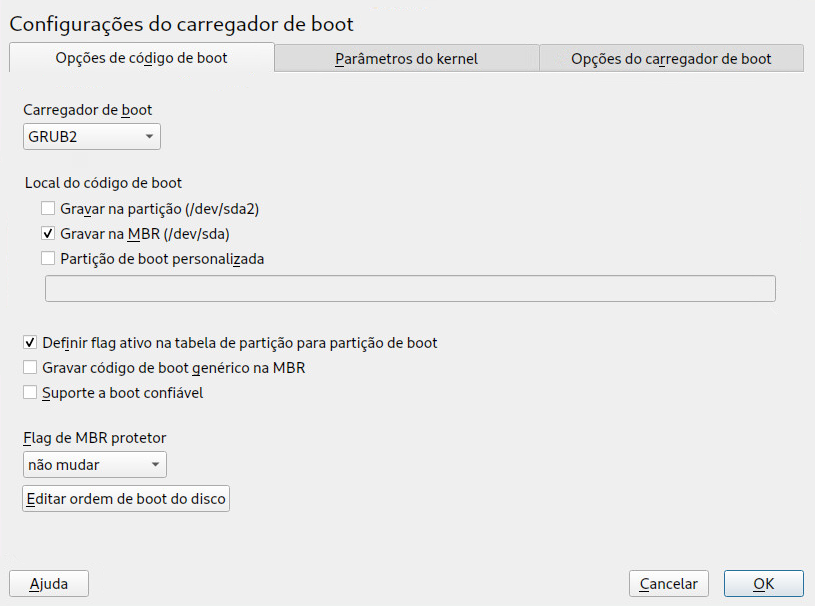 Configurações do carregador de boot
Opções de código de boot
Parâmetros do kernel
Opções do carregador de boot
Carregador de boot
GRUB2
Local do código de boot
Gravar na partição (/dev/sda2)
Gravar na MBR (/dev/sda)
Partição de boot personalizada
Definir flag ativo na tabela de partição para partição de boot
Gravar código de boot genérico na MBR
Suporte a boot confiável
Flag de MBR protetor
não mudar
Editar ordem de boot do disco
Ajuda
Cancelar
OK